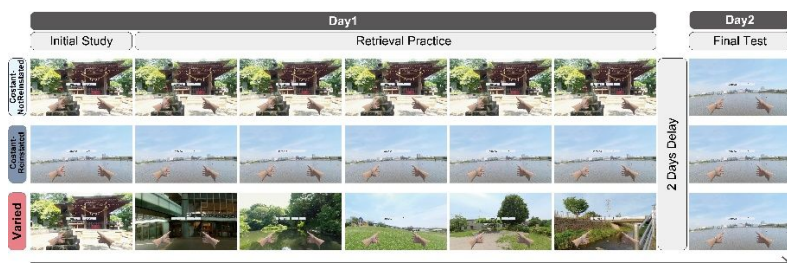 Day1
Day2
Initial Study
Retrieval Practice
Final Test
Costant-
NotReinstated
Costant-
Reinstated
Varied
2 Days Delay